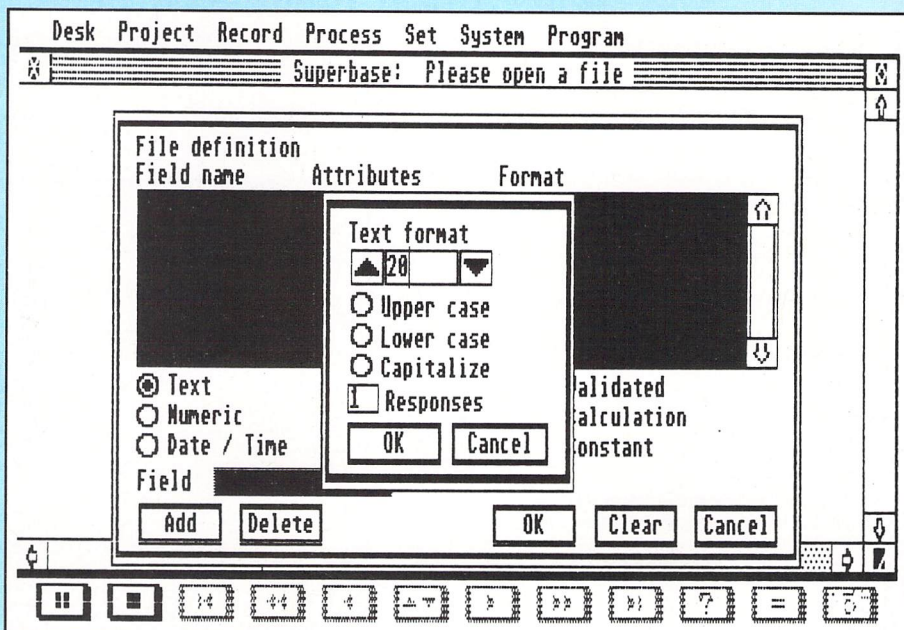 Desk Project Record Process Set System Program
Superbase: Please open a file
File definition
Field name Attributes Format
Text format
20
Upper case
Lower case
Capitalize
1 Responses
OK Cancel
Text
Numeric
Date / Time
alidated
alculation
onstant
Field
Add Delete OK Clear Cancel
?
=